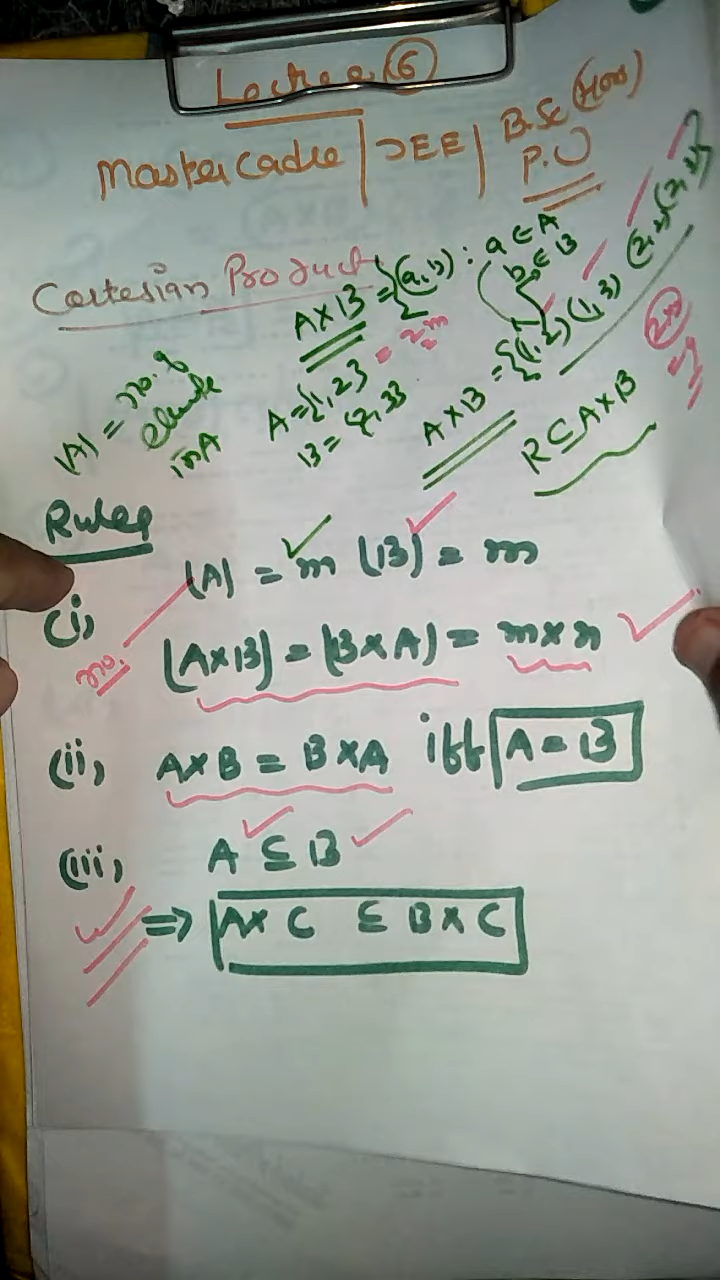 Lecture (6)
Master Cadre | JEE | B.Sc (Hons)
P.U
Cartesian Product
A×B = {(a,b) : a∈A
b∈B
|A| = no. of
in A
A={1,2}
B={2,3}
A×B = {(1,2)(1,3)(2,2)(2,3)}
R⊆A×B
Rules
(i) |A| = m |B| = m
no. |A×B| = |B×A| = m×n
(ii) A×B = B×A iff A=B
(iii) A⊆B
⇒ A×C ⊆ B×C